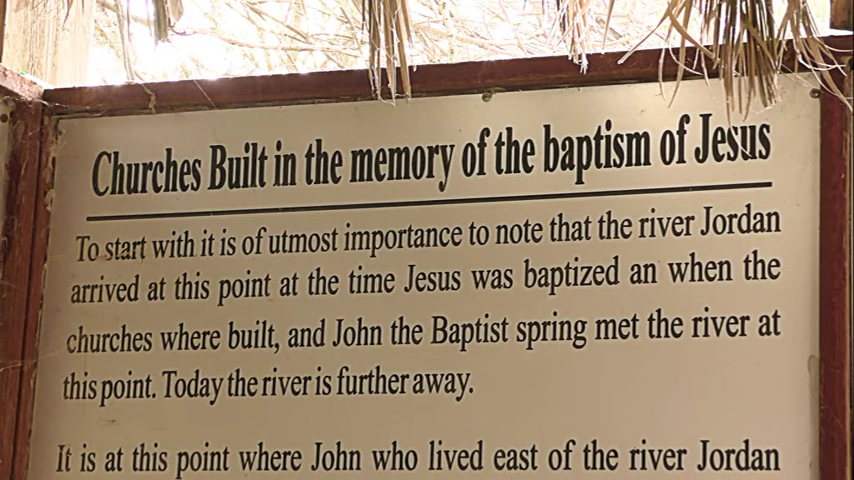 Churches Built in the memory of the baptism of Jesus
To start with it is of utmost importance to note that the river Jordan
arrived at this point at the time Jesus was baptized an when the
churches where built, and John the Baptist spring met the river at
this point. Today the river is further away.
It is at this point where John who lived east of the river Jordan